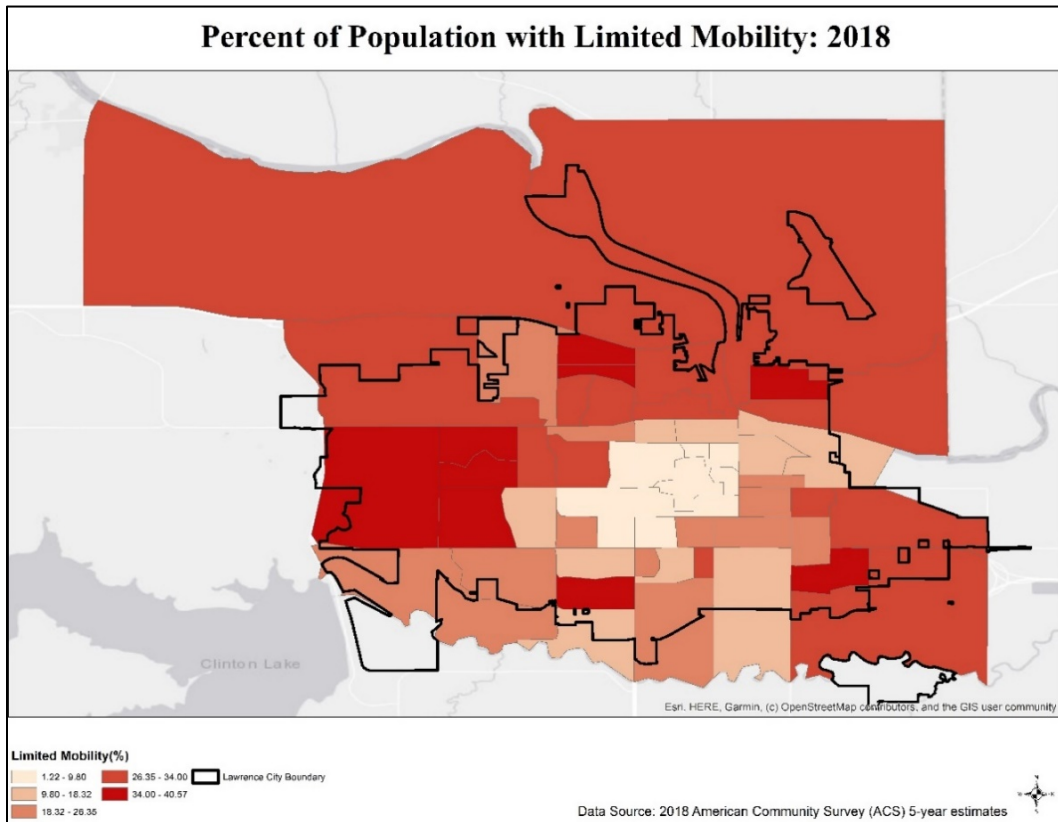 Percent of Population with Limited Mobility: 2018
Clinton Lake
Esri, HERE, Garmin, (c) OpenStreetMap contributors, and the GIS user community
Limited Mobility(%)
1.22 - 9.80
26.35 - 34.00
Lawrence City Boundary
9.80 - 18.32
34.00 - 40.57
18.32 - 26.35
Data Source: 2018 American Community Survey (ACS) 5-year estimates